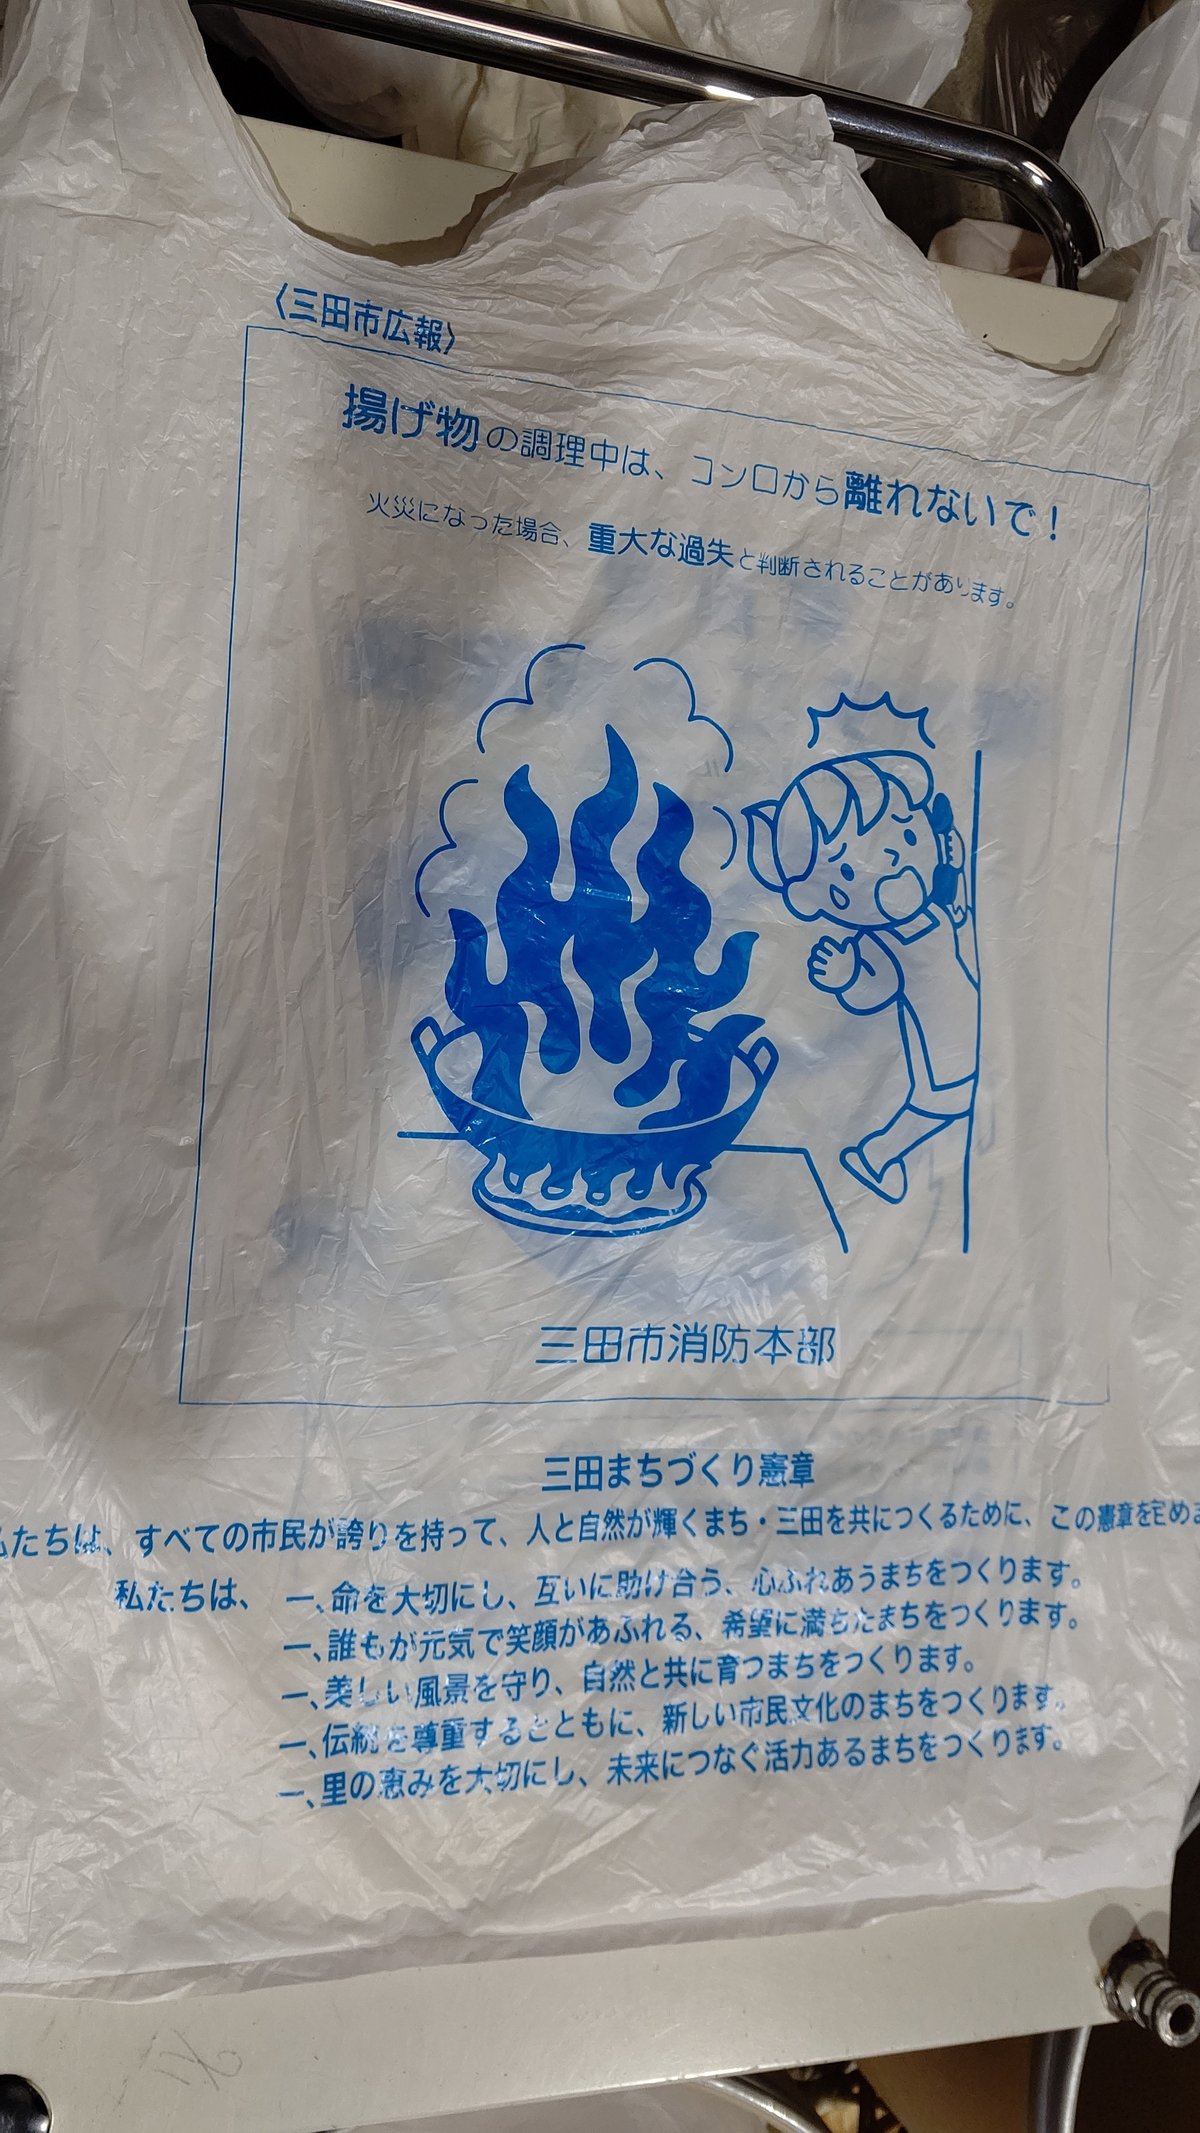 〈三田市広報〉
揚げ物の調理中は、コンロから離れないで！
火災になった場合、重大な過失と判断されることがあります。
三田市消防本部
三田まちづくり憲章
私たちは、すべての市民が誇りを持って、人と自然が輝くまち・三田を共につくるために、この憲章を定め
私たちは、 一、命を大切にし、互いに助け合う、心ふれあうまちをつくります。
一、誰もが元気で笑顔があふれる、希望に満ちたまちをつくります。
一、美しい風景を守り、自然と共に育つまちをつくります。
一、伝統を尊重するとともに、新しい市民文化のまちをつくります。
一、里の恵みを大切にし、未来につなぐ活力あるまちをつくります。